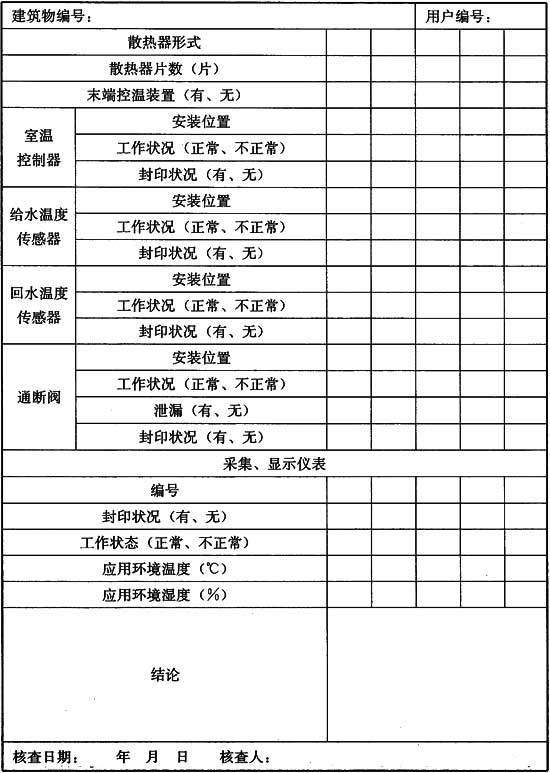 建筑物编号： 用户编号：
散热器形式
散热器片数（片）
末端控温装置（有、无）
室温
控制器
安装位置
工作状况（正常、不正常）
封印状况（有、无）
给水温度
传感器
安装位置
工作状况（正常、不正常）
封印状况（有、无）
回水温度
传感器
安装位置
工作状况（正常、不正常）
封印状况（有、无）
通断阀
安装位置
工作状况（正常、不正常）
泄漏（有、无）
封印状况（有、无）
采集、显示仪表
编号
封印状况（有、无）
工作状态（正常、不正常）
应用环境温度（℃）
应用环境湿度（％）
结论
核查日期： 年 月 日 核查人：